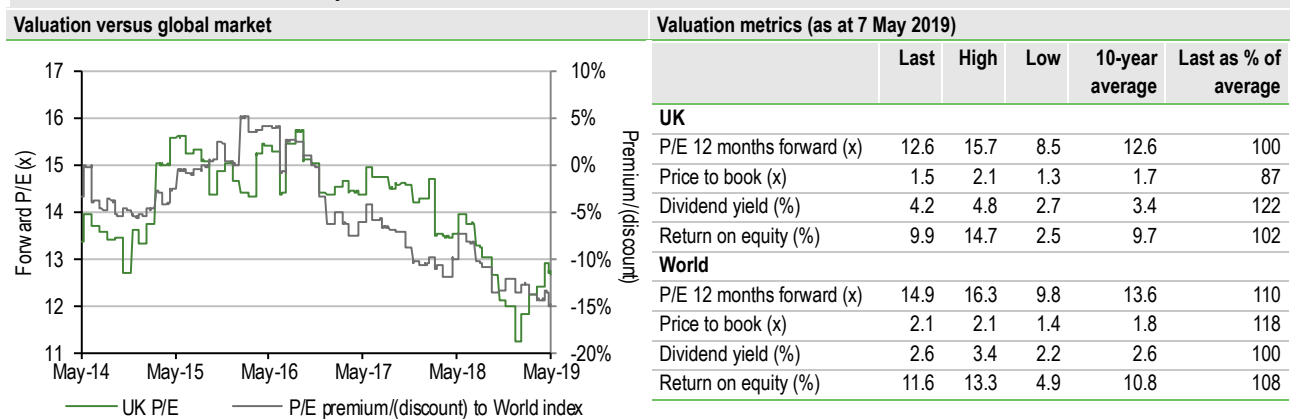 Valuation versus global market
17
16
15
14
13
12
11
Forward P/E (x)
10%
5%
0%
-5%
-10%
-15%
-20%
Premium/(discount)
May-14 May-15 May-16 May-17 May-18 May-19
UK P/E P/E premium/(discount) to World index
Valuation metrics (as at 7 May 2019)
Last High Low 10-year average Last as % of average
UK
P/E 12 months forward (x) 12.6 15.7 8.5 12.6 100
Price to book (x) 1.5 2.1 1.3 1.7 87
Dividend yield (%) 4.2 4.8 2.7 3.4 122
Return on equity (%) 9.9 14.7 2.5 9.7 102
World
P/E 12 months forward (x) 14.9 16.3 9.8 13.6 110
Price to book (x) 2.1 2.1 1.4 1.8 118
Dividend yield (%) 2.6 3.4 2.2 2.6 100
Return on equity (%) 11.6 13.3 4.9 10.8 108